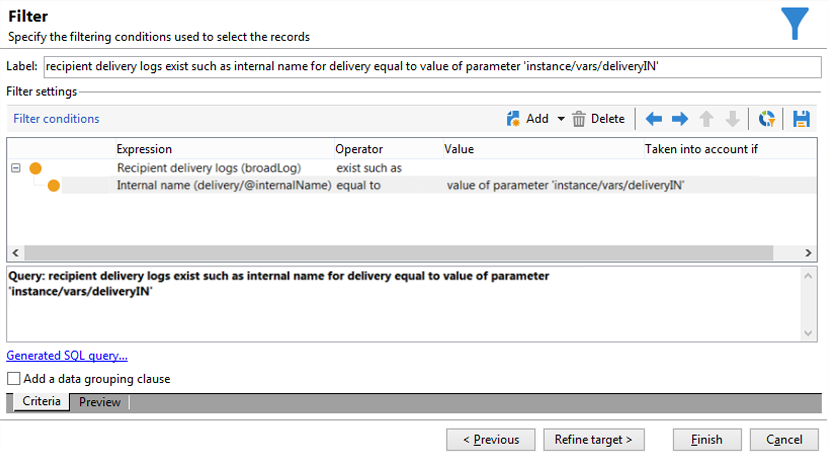 Filter
Specify the filtering conditions used to select the records
Label: recipient delivery logs exist such as internal name for delivery equal to value of parameter 'instance/vars/deliveryIN'
Filter settings
Filter conditions Add Delete
Expression Operator Value Taken into account if
Recipient delivery logs (broadLog) exist such as
Internal name (delivery/@internalName) equal to value of parameter 'instance/vars/deliveryIN'
Query: recipient delivery logs exist such as internal name for delivery equal to value of parameter
'instance/vars/deliveryIN'
Generated SQL query...
Add a data grouping clause
Criteria Preview
< Previous Refine target > Finish Cancel